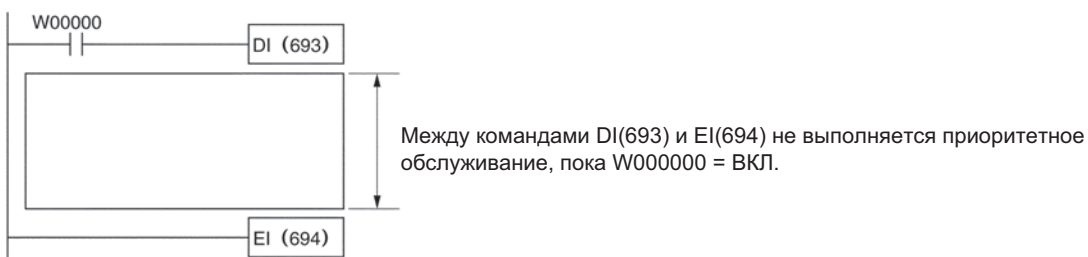 W00000
DI (693)
Между командами DI(693) и EI(694) не выполняется приоритетное
обслуживание, пока W000000 = ВКЛ.
EI (694)